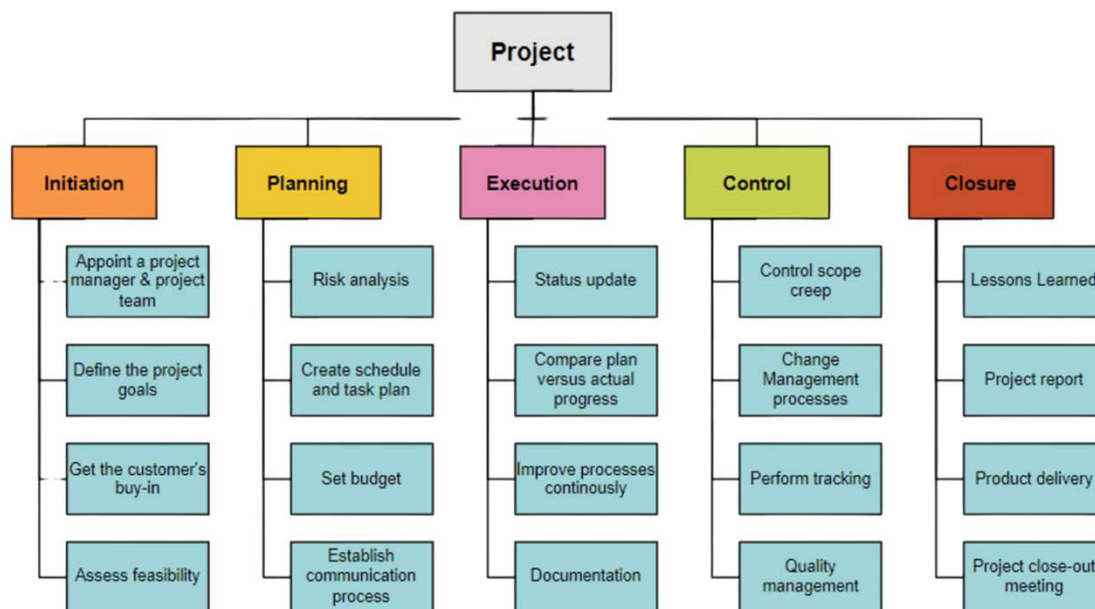 Project
Initiation
Planning
Execution
Control
Closure
Appoint a project
manager & project
team
Define the project
goals
Get the customer's
buy-in
Assess feasibility
Risk analysis
Create schedule
and task plan
Set budget
Establish
communication
process
Status update
Compare plan
versus actual
progress
Improve processes
continously
Documentation
Control scope
creep
Change
Management
processes
Perform tracking
Quality
management
Lessons Learned
Project report
Product delivery
Project close-out
meeting